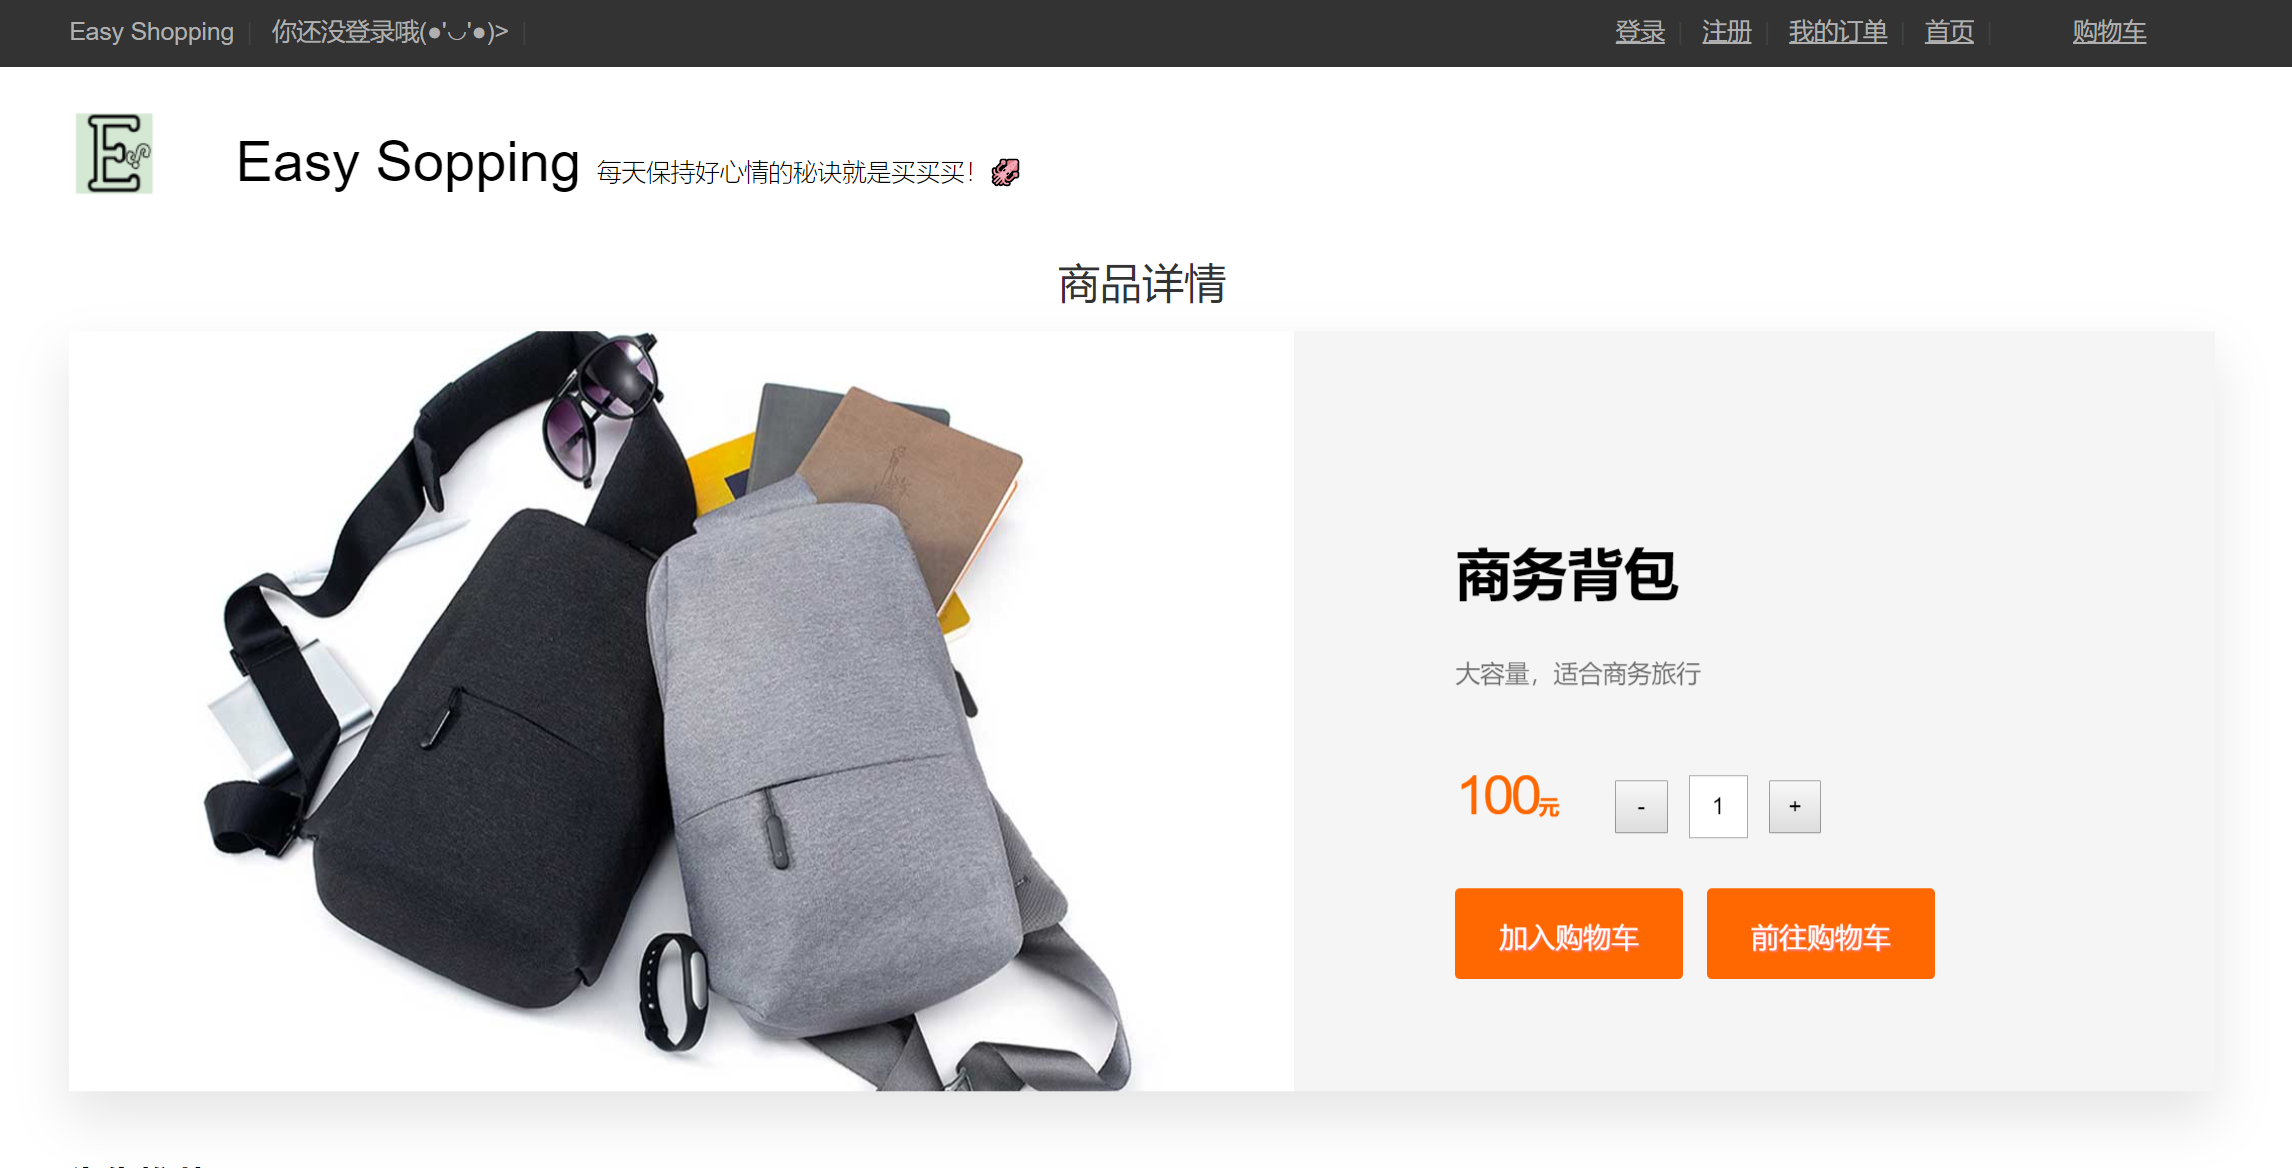 Easy Shopping 你还没登录哦(●'◡'●)> 登录 注册 我的订单 首页 购物车
E
Easy Sopping 每天保持好心情的秘诀就是买买买！
商品详情
商务背包
大容量，适合商务旅行
100元 - 1 +
加入购物车 前往购物车